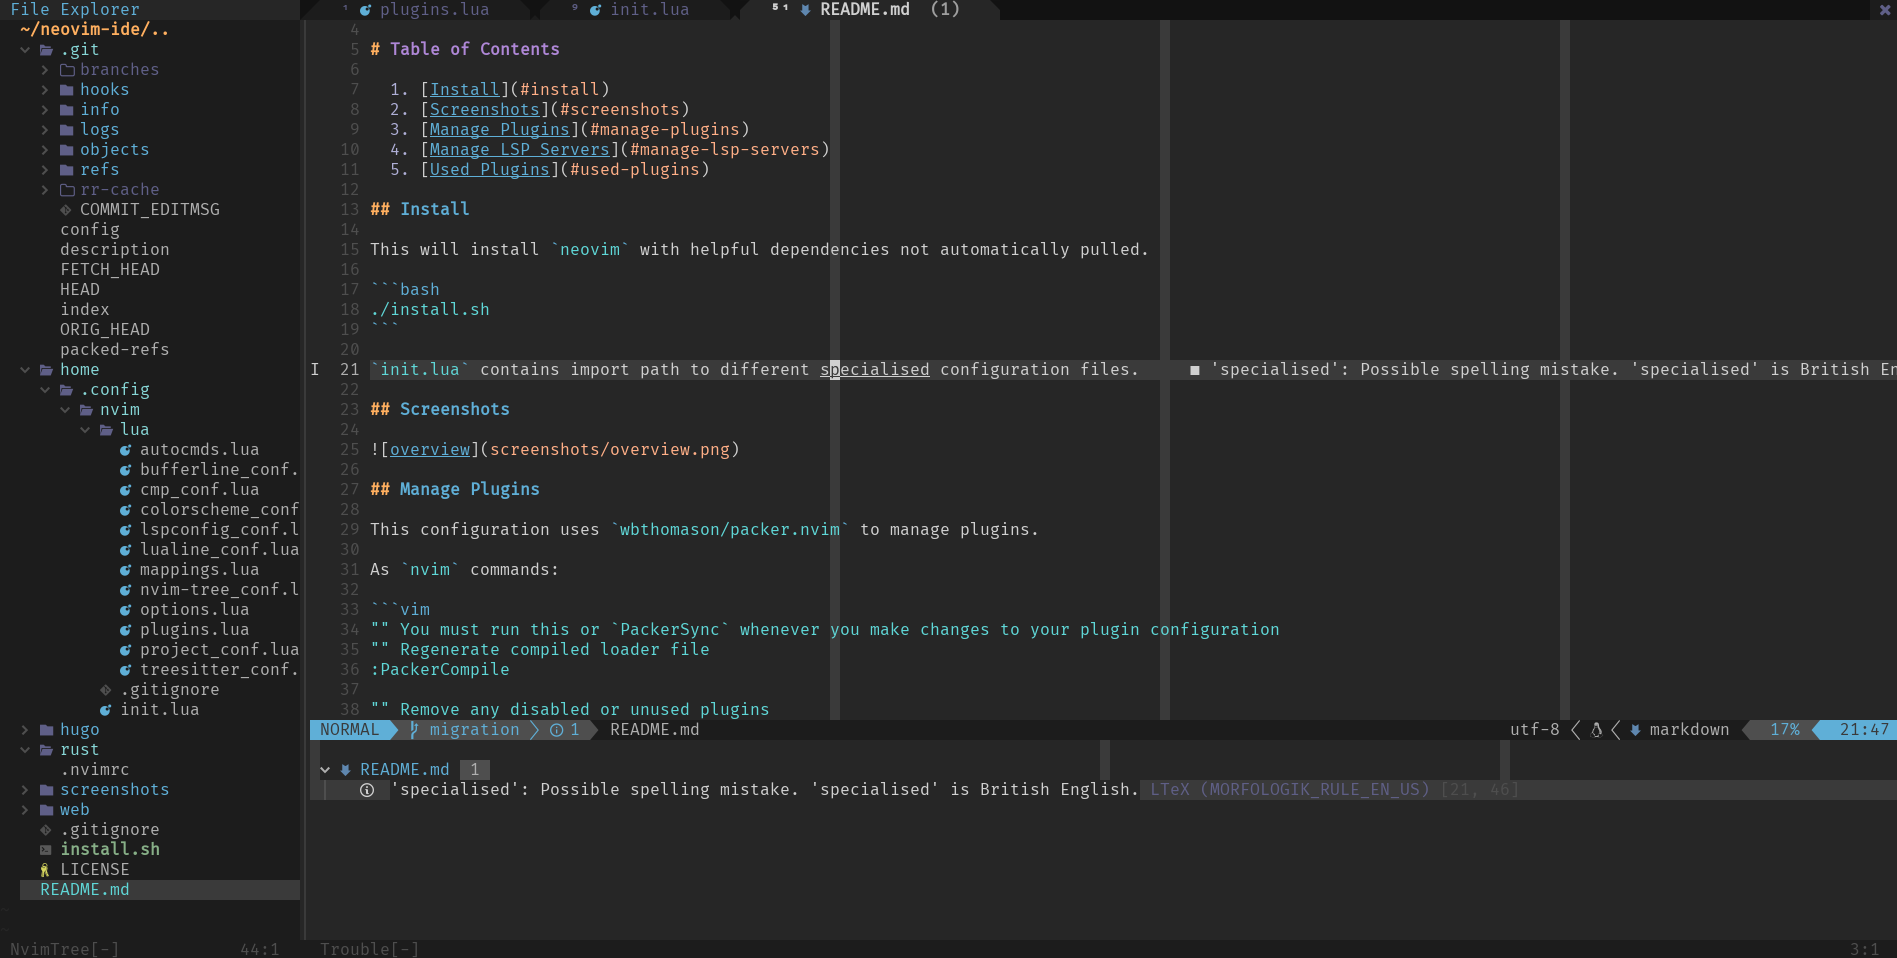 File Explorer
~/neovim-ide/..
.git
branches
hooks
info
logs
objects
refs
rr-cache
COMMIT_EDITMSG
config
description
FETCH_HEAD
HEAD
index
ORIG_HEAD
packed-refs
home
.config
nvim
lua
autocmds.lua
bufferline_conf.
cmp_conf.lua
colorscheme_conf
lspconfig_conf.l
lualine_conf.lua
mappings.lua
nvim-tree_conf.l
options.lua
plugins.lua
project_conf.lua
treesitter_conf.
.gitignore
init.lua
hugo
rust
.nvimrc
screenshots
web
.gitignore
install.sh
LICENSE
README.md
NvimTree[-] 44:1
¹ plugins.lua ⁹ init.lua ⁵ ¹ README.md (1)
4
5 # Table of Contents
6
7 1. [Install](#install)
8 2. [Screenshots](#screenshots)
9 3. [Manage Plugins](#manage-plugins)
10 4. [Manage LSP Servers](#manage-lsp-servers)
11 5. [Used Plugins](#used-plugins)
12
13 ## Install
14
15 This will install `neovim` with helpful dependencies not automatically pulled.
16
17 ```bash
18 ./install.sh
19 ```
20
I 21 `init.lua` contains import path to different specialised configuration files. ■ 'specialised': Possible spelling mistake. 'specialised' is British En
22
23 ## Screenshots
24
25 ![overview](screenshots/overview.png)
26
27 ## Manage Plugins
28
29 This configuration uses `wbthomason/packer.nvim` to manage plugins.
30
31 As `nvim` commands:
32
33 ```vim
34 "" You must run this or `PackerSync` whenever you make changes to your plugin configuration
35 "" Regenerate compiled loader file
36 :PackerCompile
37
38 "" Remove any disabled or unused plugins
NORMAL migration 1 README.md utf-8 markdown 17% 21:47
README.md 1
'specialised': Possible spelling mistake. 'specialised' is British English. LTeX (MORFOLOGIK_RULE_EN_US) [21, 46]
Trouble[-] 3:1